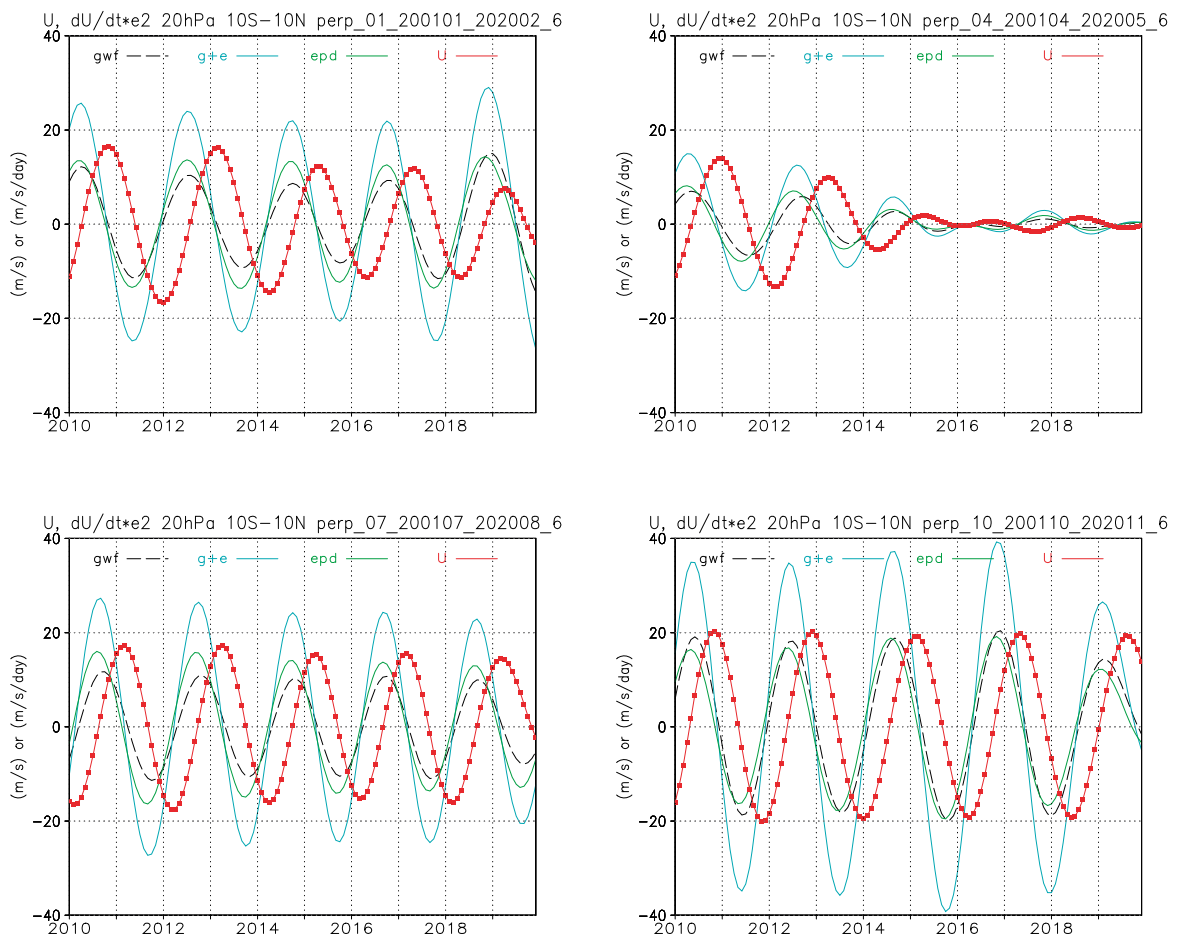 U, dU/dt*e2 20hPa 10S-10N perp_01_200101_202002_6
gwf g+e epd U
40
20
0
-20
-40
(m/s) or (m/s/day)
2010 2012 2014 2016 2018
U, dU/dt*e2 20hPa 10S-10N perp_04_200104_202005_6
gwf g+e epd U
40
20
0
-20
-40
(m/s) or (m/s/day)
2010 2012 2014 2016 2018
U, dU/dt*e2 20hPa 10S-10N perp_07_200107_202008_6
gwf g+e epd U
40
20
0
-20
-40
(m/s) or (m/s/day)
2010 2012 2014 2016 2018
U, dU/dt*e2 20hPa 10S-10N perp_10_200110_202011_6
gwf g+e epd U
40
20
0
-20
-40
(m/s) or (m/s/day)
2010 2012 2014 2016 2018